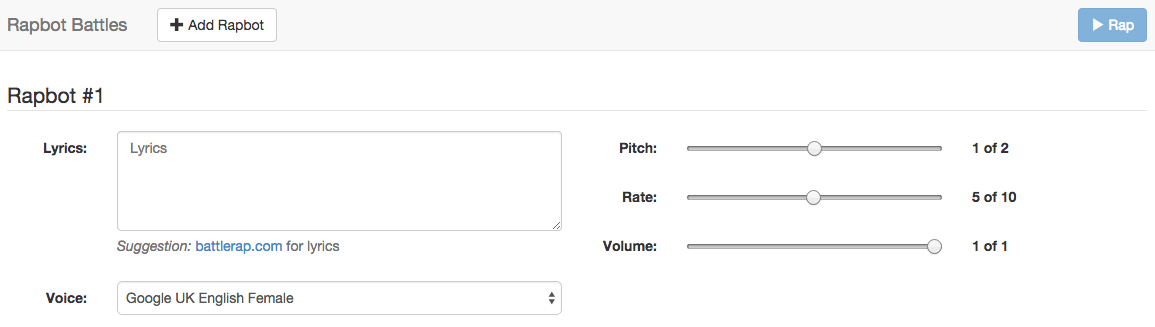 Rapbot Battles
Add Rapbot
Rap
Rapbot #1
Lyrics:
Lyrics
Suggestion: battlerap.com for lyrics
Voice:
Google UK English Female
Pitch:
1 of 2
Rate:
5 of 10
Volume:
1 of 1